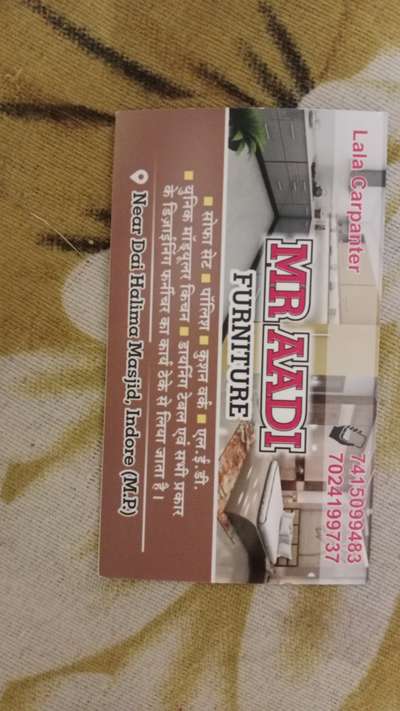 Lala Carpanter
7415099483
7024199737
MR AADI
FURNITURE
■ सोफा सेट ■ पॉलिश ■ कुशन वर्क ■ एल.ई.डी.
■ यूनिक माड्यूलर किचन ■ डायनिंग टेबल एवं सभी प्रकार
के डिज़ाइनिंग फर्नीचर का कार्य ठेके से लिया जाता है।
Near Dai Halima Masjid, Indore (M.P.)